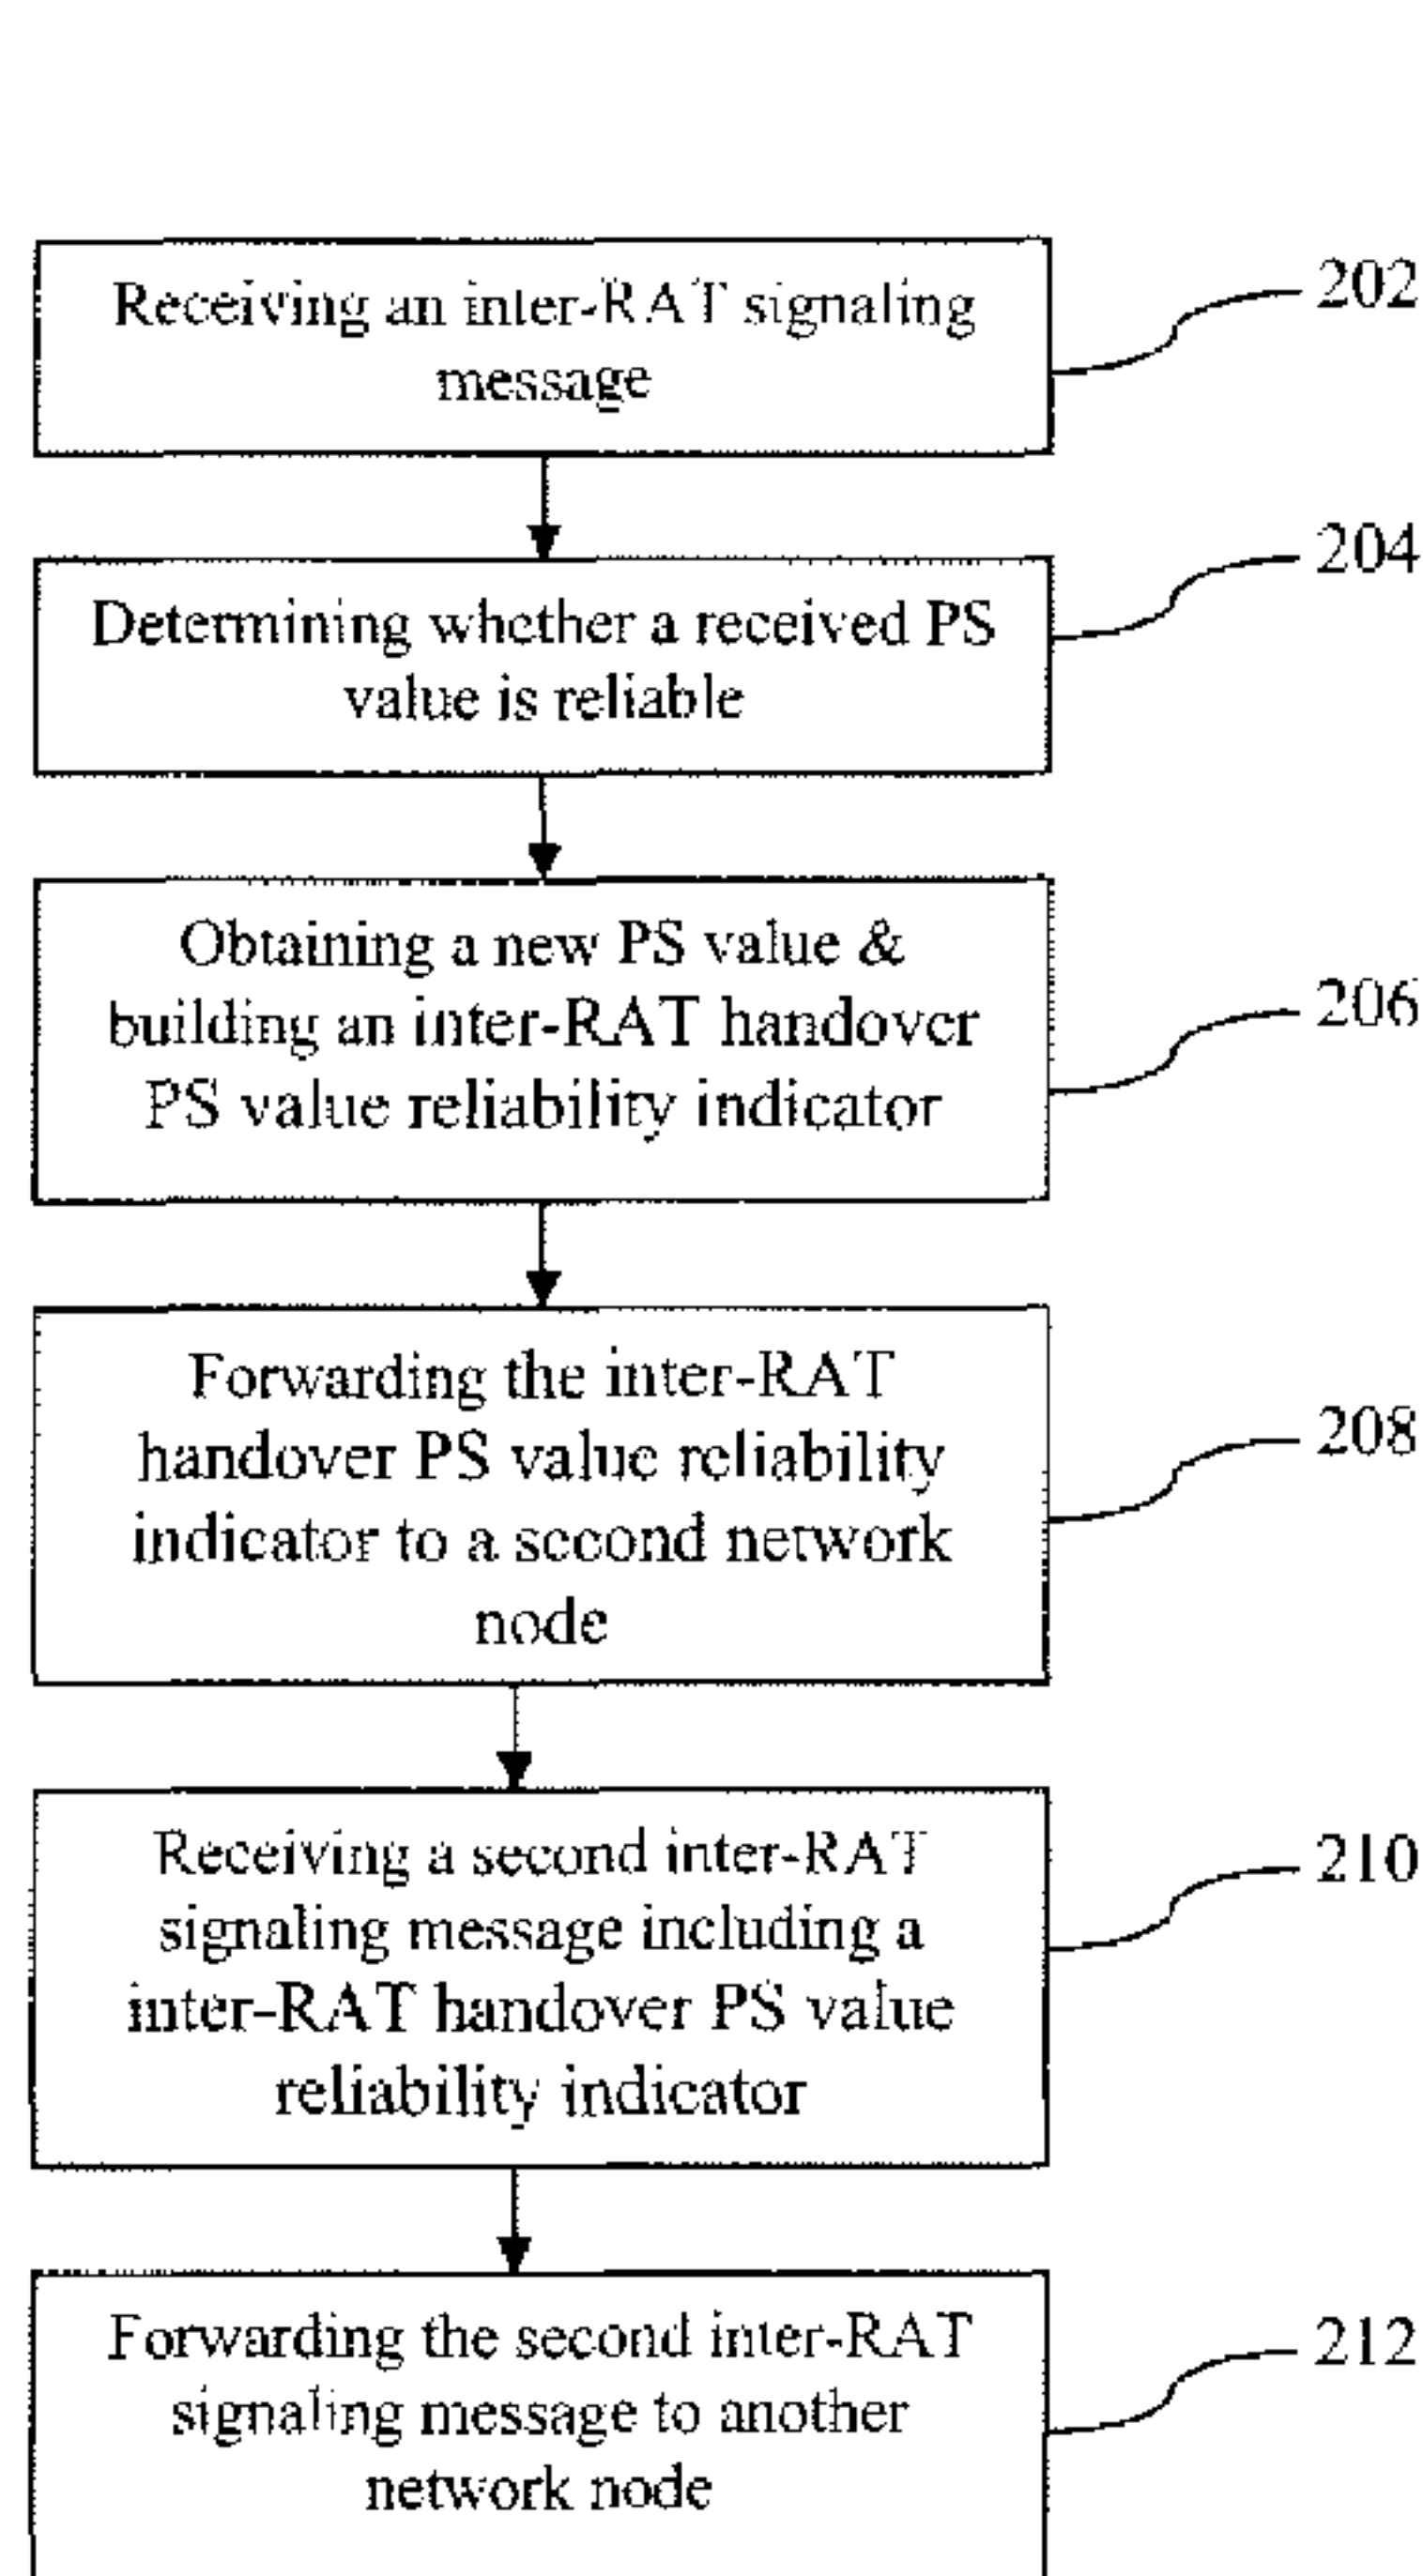 Receiving an inter-RAT signaling
message
202
Determining whether a received PS
value is reliable
204
Obtaining a new PS value &
building an inter-RAT handover
PS value reliability indicator
206
Forwarding the inter-RAT
handover PS value reliability
indicator to a second network
node
208
Receiving a second inter-RAT
signaling message including a
inter-RAT handover PS value
reliability indicator
210
Forwarding the second inter-RAT
signaling message to another
network node
212